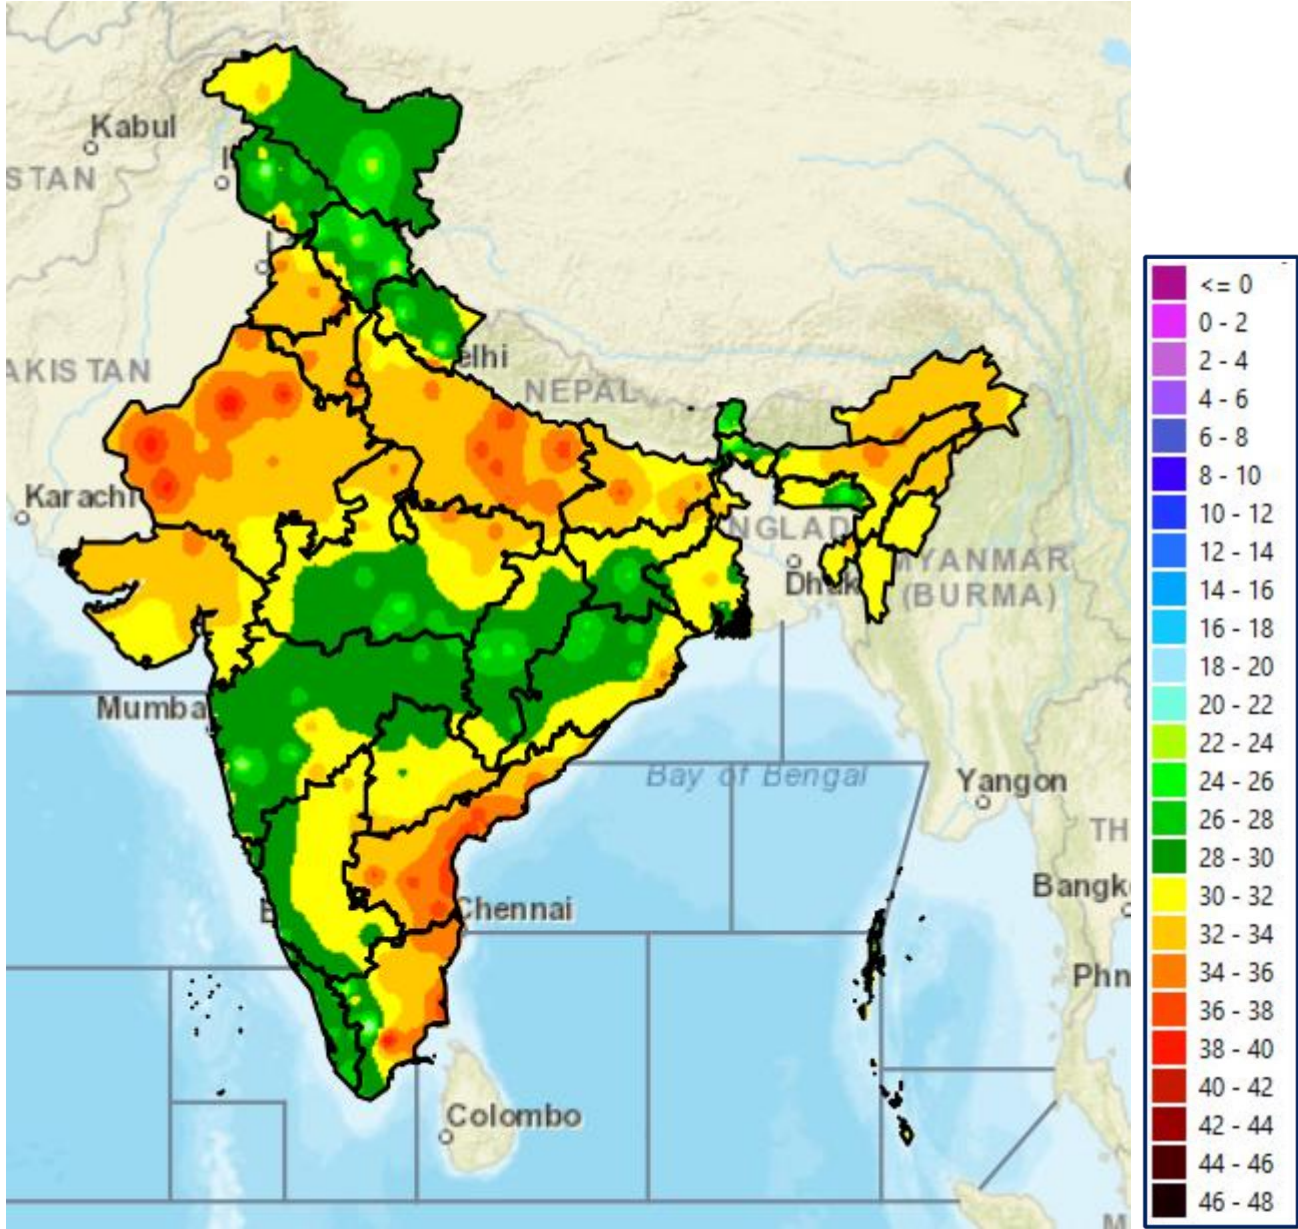 Kabul
STAN
elhi
AKISTAN
NEPAL
Karachi
NGLAD
Dhak
MYANMAR
(BURMA)
Mumba
Bay of Bengal
Yangon
TH
Bangk
Chennai
Phn
Colombo
M
<= 0
0 - 2
2 - 4
4 - 6
6 - 8
8 - 10
10 - 12
12 - 14
14 - 16
16 - 18
18 - 20
20 - 22
22 - 24
24 - 26
26 - 28
28 - 30
30 - 32
32 - 34
34 - 36
36 - 38
38 - 40
40 - 42
42 - 44
44 - 46
46 - 48